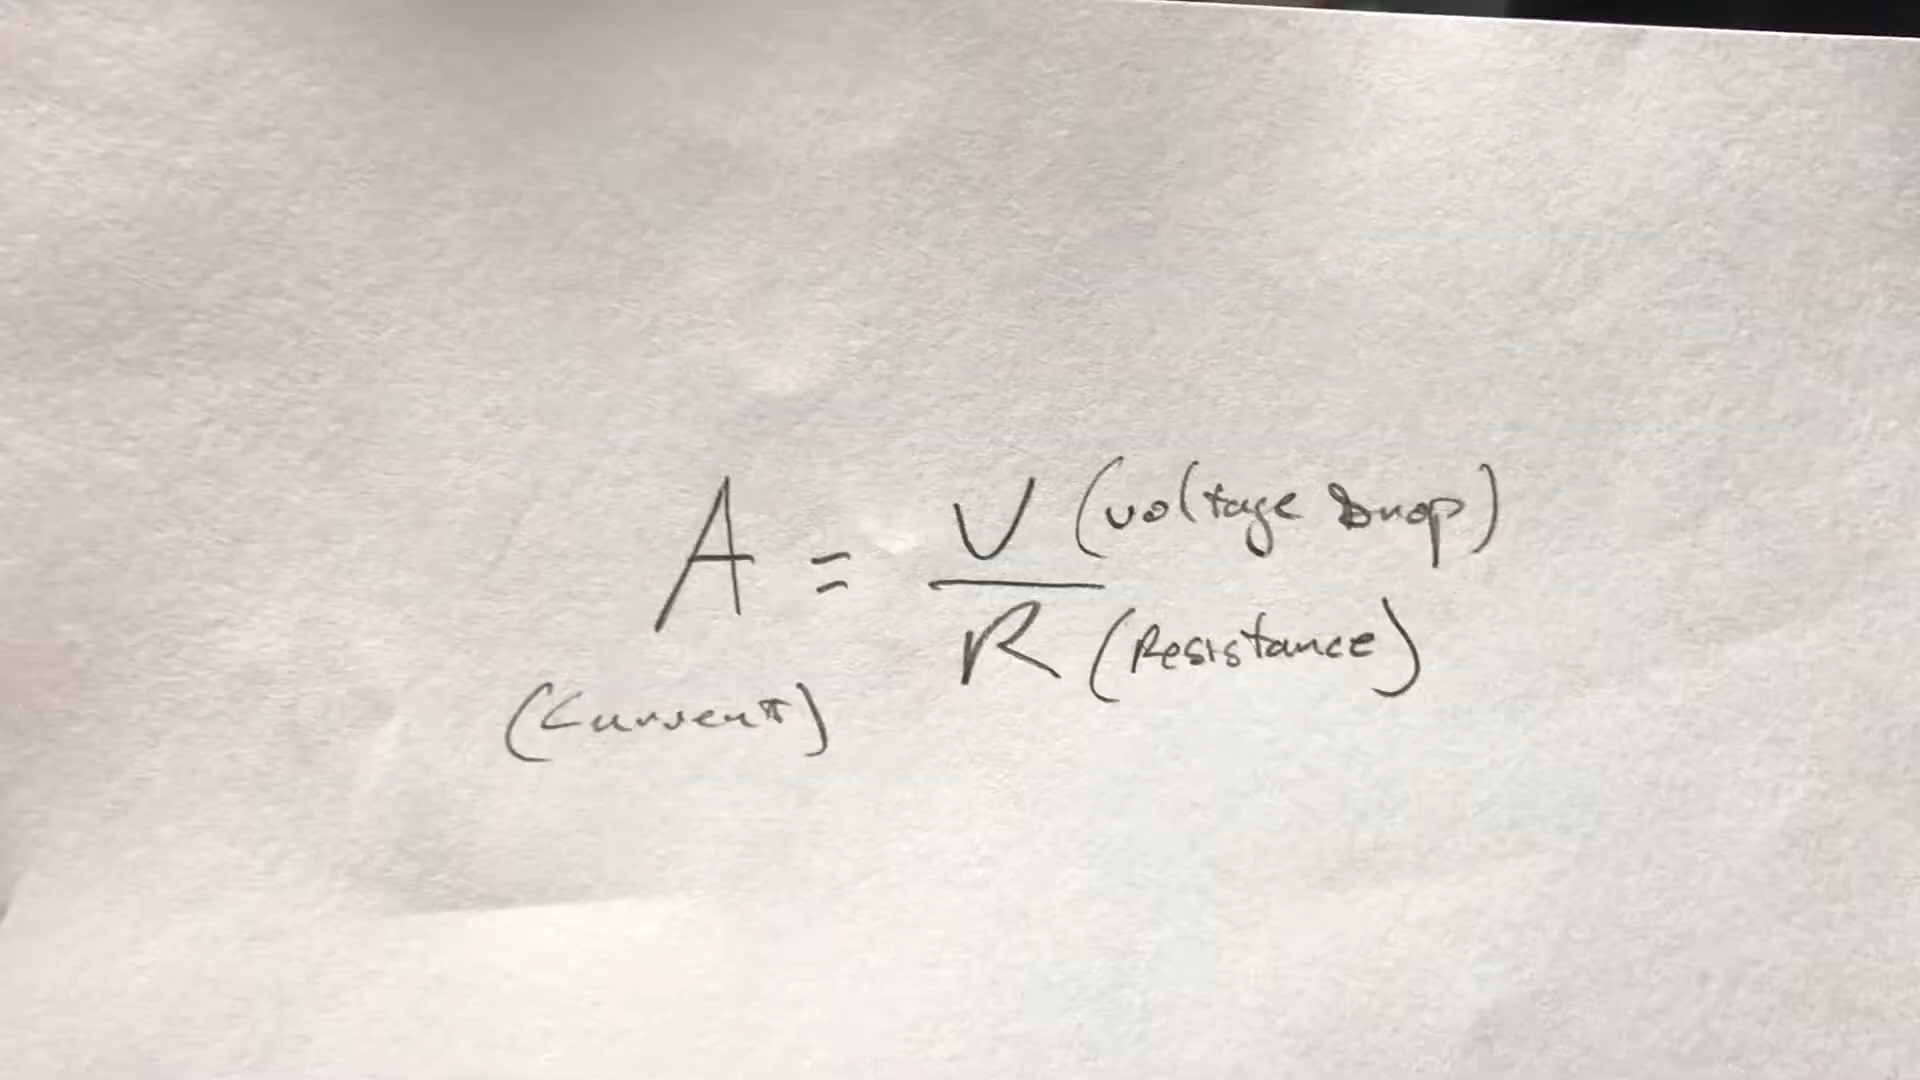 A = V (voltage Drop)
R (Resistance)
(Current)